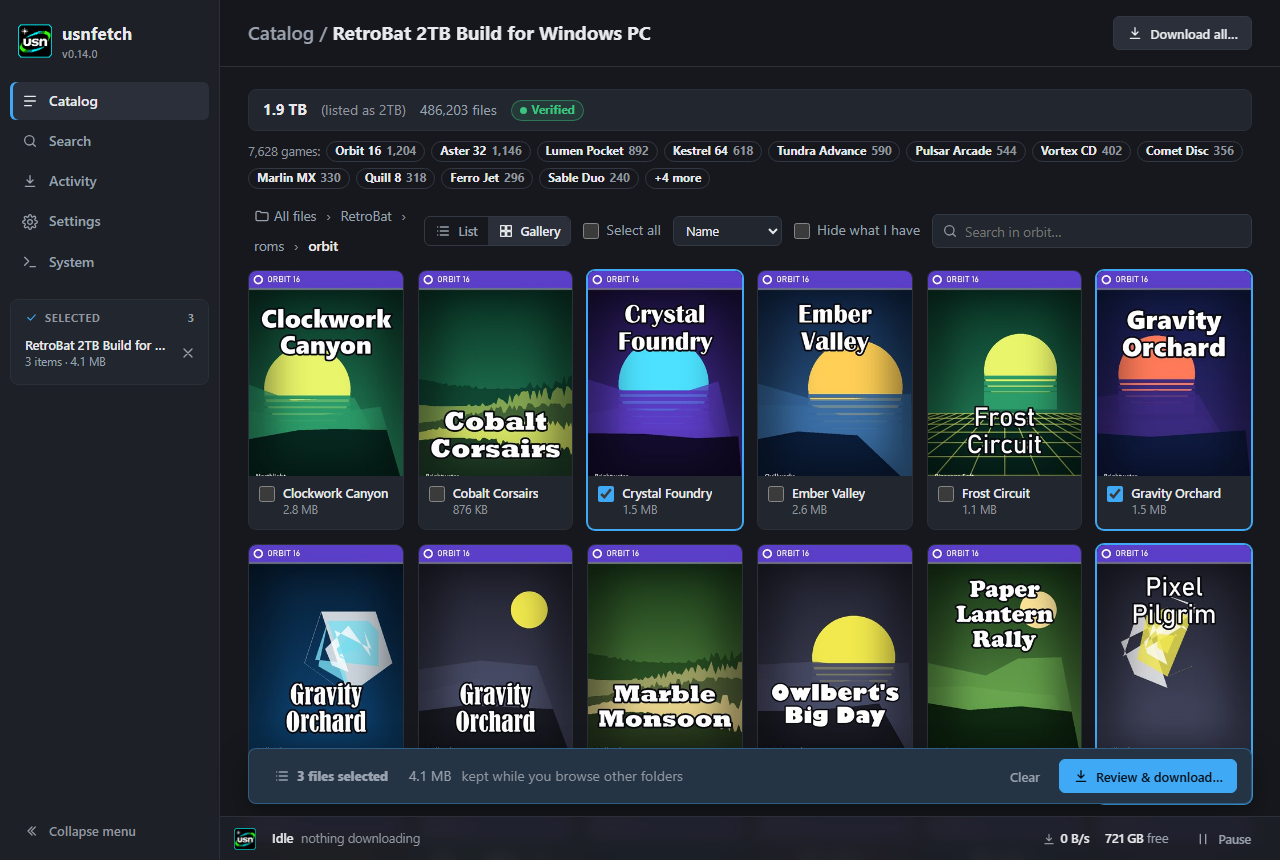 usnfetch
v0.14.0
Catalog
Search
Activity
Settings
System
SELECTED 3
RetroBat 2TB Build for ...
3 items · 4.1 MB
Collapse menu
Catalog / RetroBat 2TB Build for Windows PC
Download all...
1.9 TB (listed as 2TB) 486,203 files Verified
7,628 games: Orbit 16 1,204 Aster 32 1,146 Lumen Pocket 892 Kestrel 64 618 Tundra Advance 590 Pulsar Arcade 544 Vortex CD 402 Comet Disc 356
Marlin MX 330 Quill 8 318 Ferro Jet 296 Sable Duo 240 +4 more
All files › RetroBat ›
roms › orbit
List Gallery Select all Name Hide what I have Search in orbit...
ORBIT 16 ORBIT 16 ORBIT 16 ORBIT 16 ORBIT 16 ORBIT 16
Clockwork
Canyon
Cobalt
Corsairs
Crystal
Foundry
Ember
Valley
Frost
Circuit
Gravity
Orchard
Clockwork Canyon
2.8 MB
Cobalt Corsairs
876 KB
Crystal Foundry
1.5 MB
Ember Valley
2.6 MB
Frost Circuit
1.1 MB
Gravity Orchard
1.5 MB
ORBIT 16 ORBIT 16 ORBIT 16 ORBIT 16 ORBIT 16 ORBIT 16
Gravity
Orchard
Gravity
Orchard
Marble
Monsoon
Owlbert's
Big Day
Paper
Lantern
Rally
Pixel
Pilgrim
3 files selected 4.1 MB kept while you browse other folders Clear Review & download...
usn
Idle nothing downloading 0 B/s 721 GB free Pause